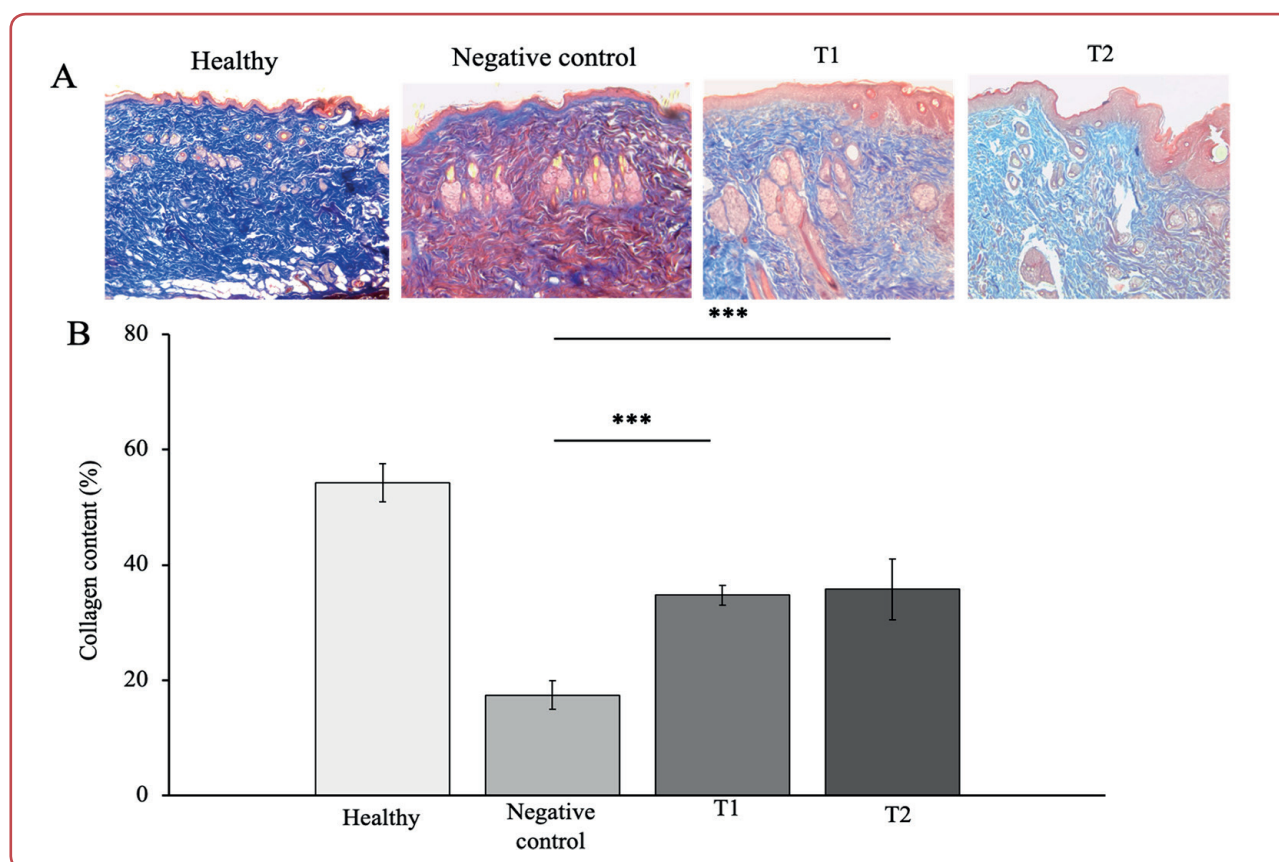 A
Healthy
Negative control
T1
T2
B
***
***
80
60
40
20
0
Collagen content (%)
Healthy
Negative
control
T1
T2